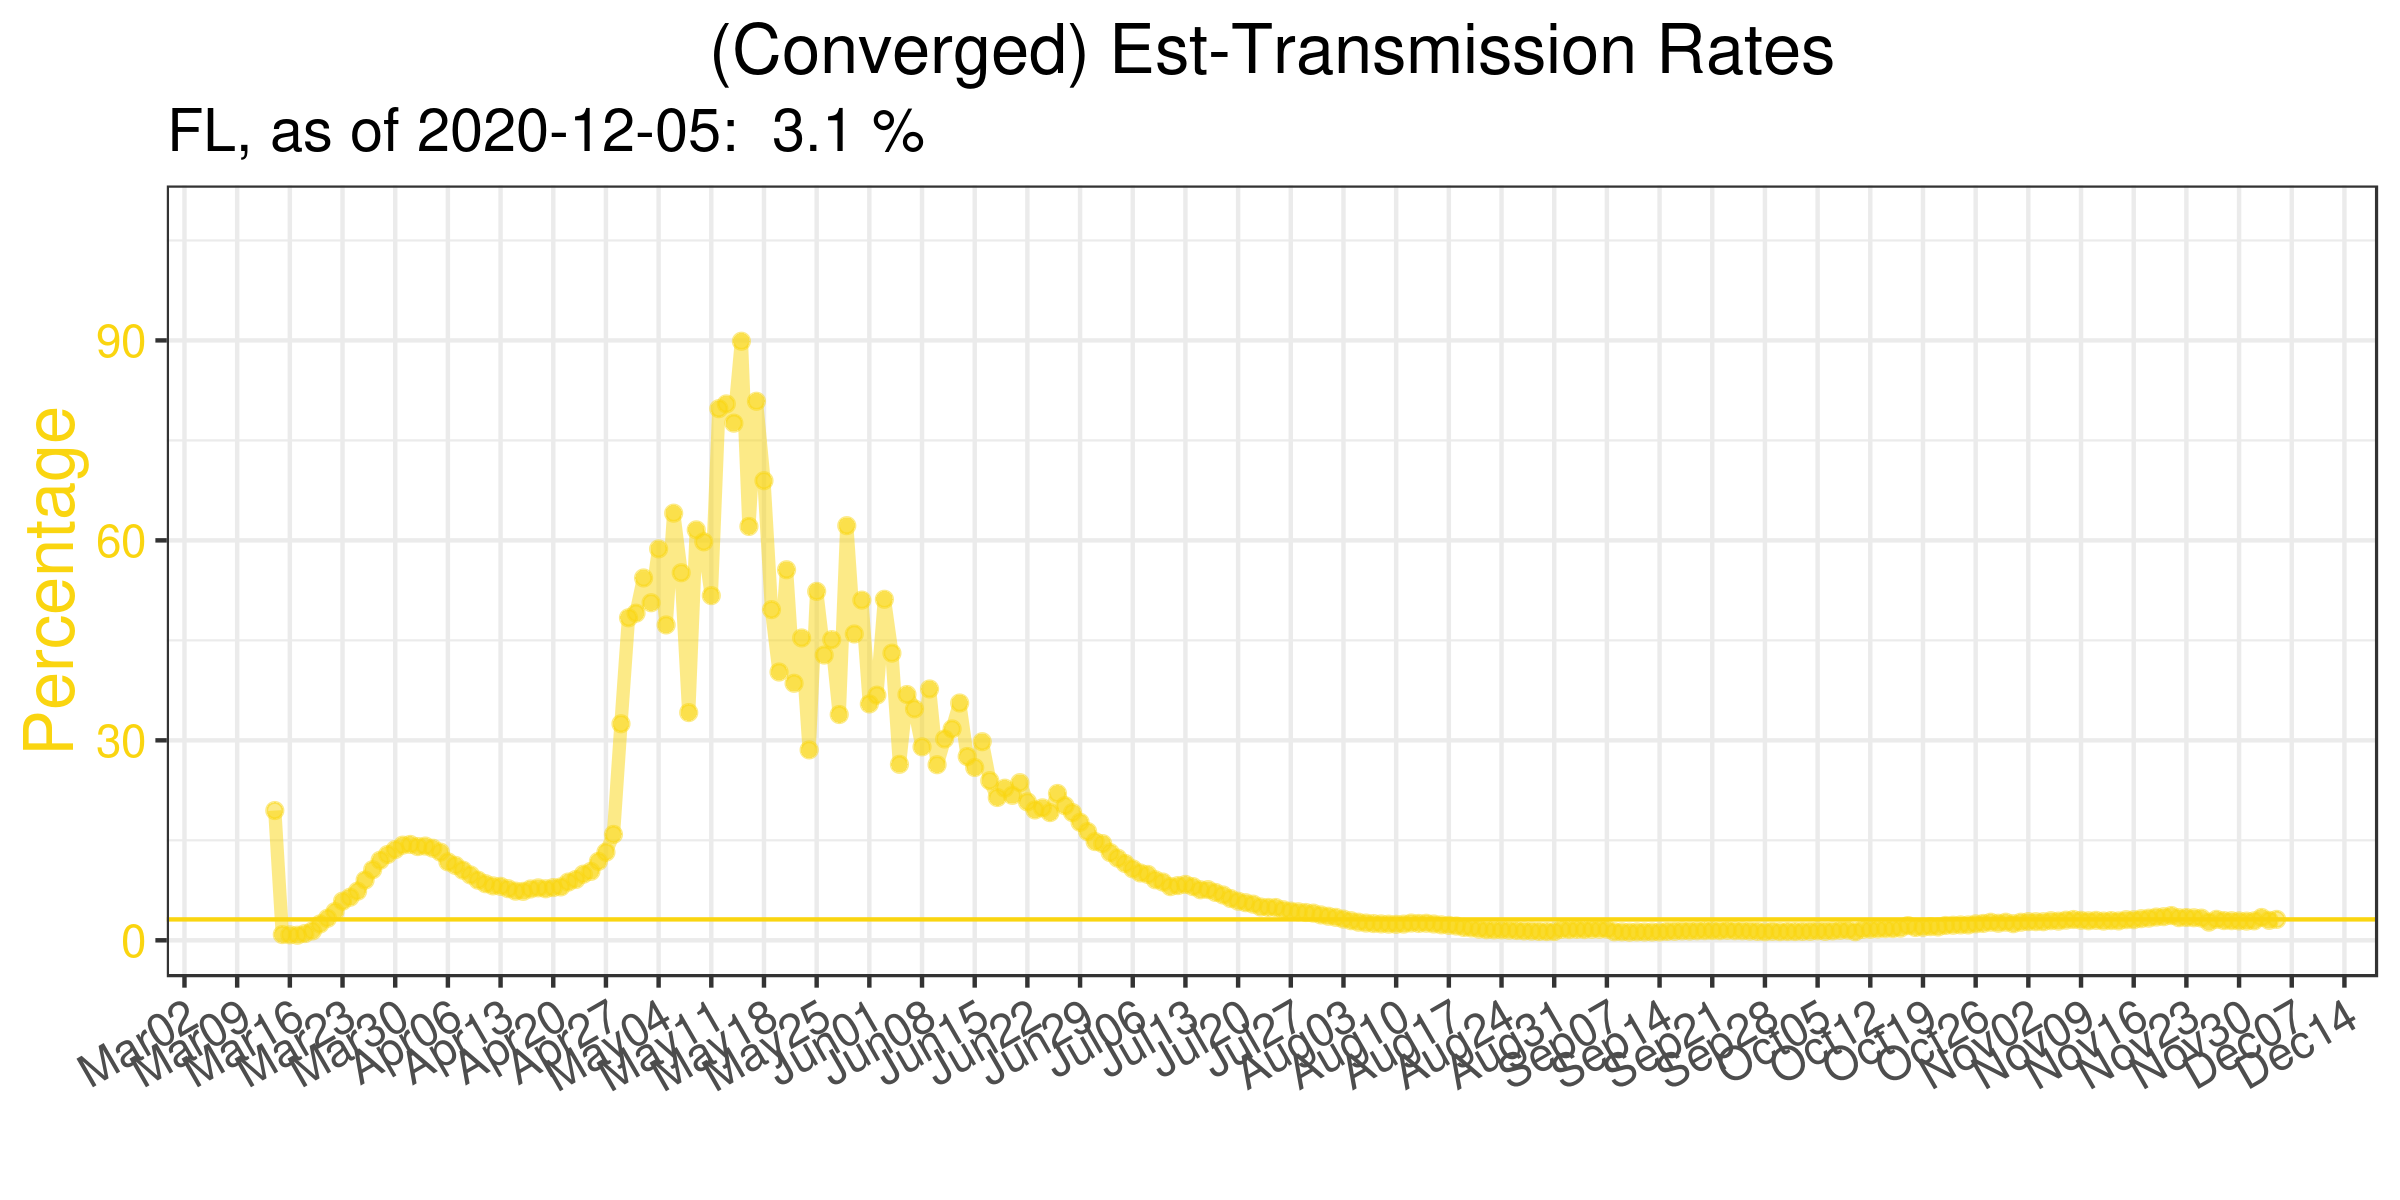 (Converged) Est-Transmission Rates
FL, as of 2020-12-05:  3.1 %
Percentage
90
60
30
0
Mar02
Mar09
Mar16
Mar23
Mar30
Apr06
Apr13
Apr20
Apr27
May04
May11
May18
May25
Jun01
Jun08
Jun15
Jun22
Jun29
Jul06
Jul13
Jul20
Jul27
Aug03
Aug10
Aug17
Aug24
Aug31
Sep07
Sep14
Sep21
Sep28
Oct05
Oct12
Oct19
Oct26
Nov02
Nov09
Nov16
Nov23
Nov30
Dec07
Dec14